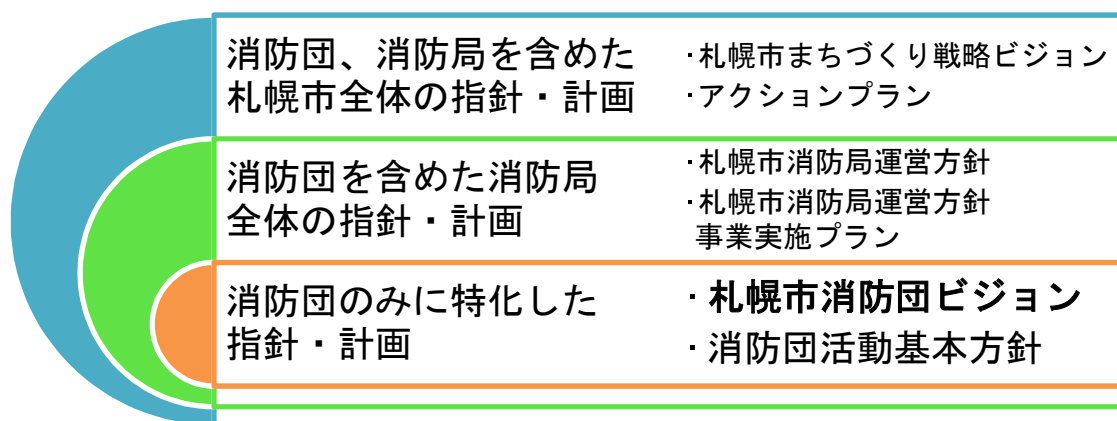 消防団、消防局を含めた
札幌市全体の指針・計画
・札幌市まちづくり戦略ビジョン
・アクションプラン
消防団を含めた消防局
全体の指針・計画
・札幌市消防局運営方針
・札幌市消防局運営方針
事業実施プラン
消防団のみに特化した
指針・計画
・札幌市消防団ビジョン
・消防団活動基本方針